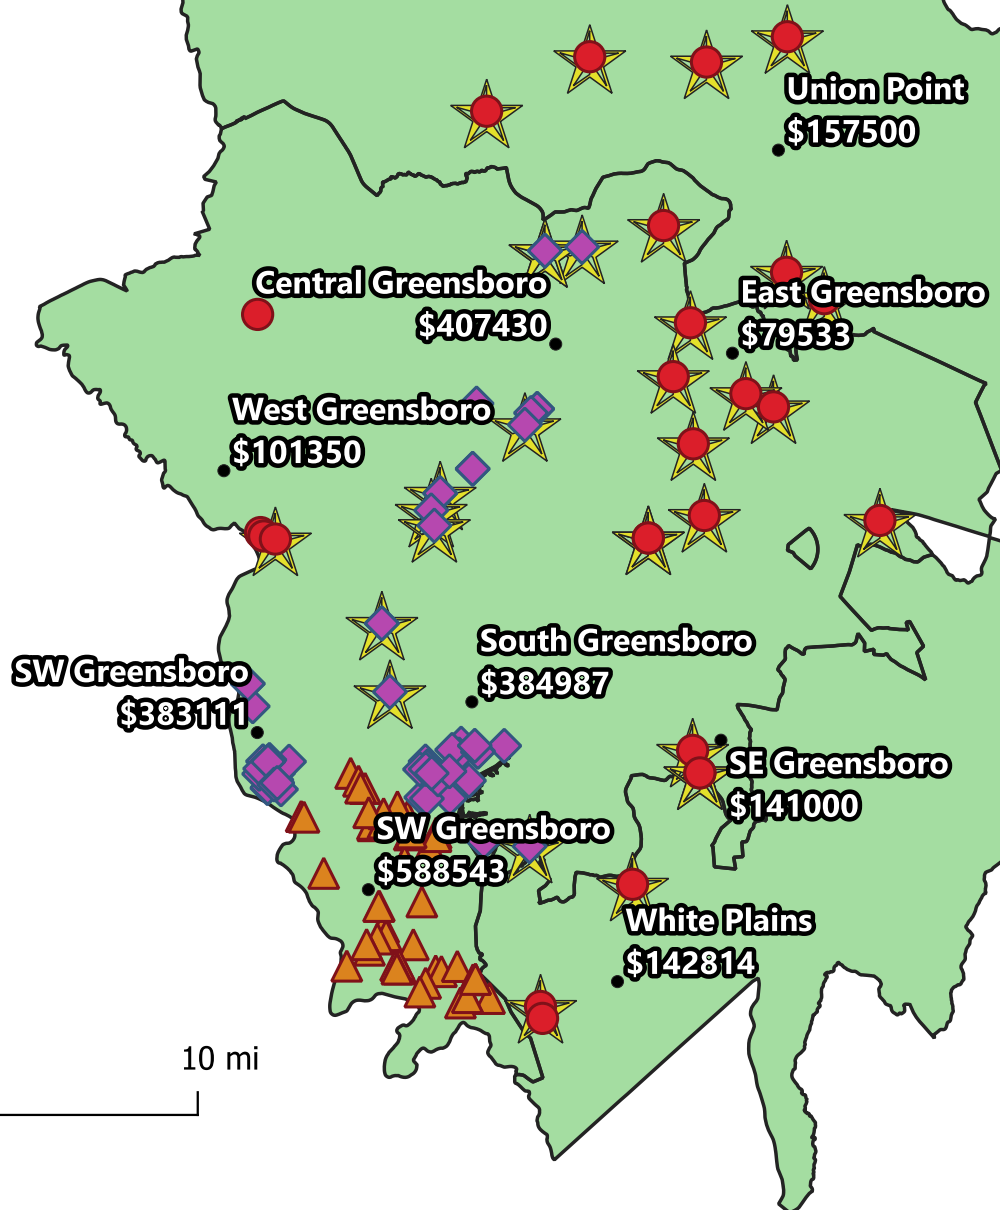 Union Point
$157500
Central Greensboro
$407430
East Greensboro
$79533
West Greensboro
$101350
South Greensboro
$384987
SW Greensboro
$383111
SE Greensboro
$141000
SW Greensboro
$588543
White Plains
$142814
10 mi